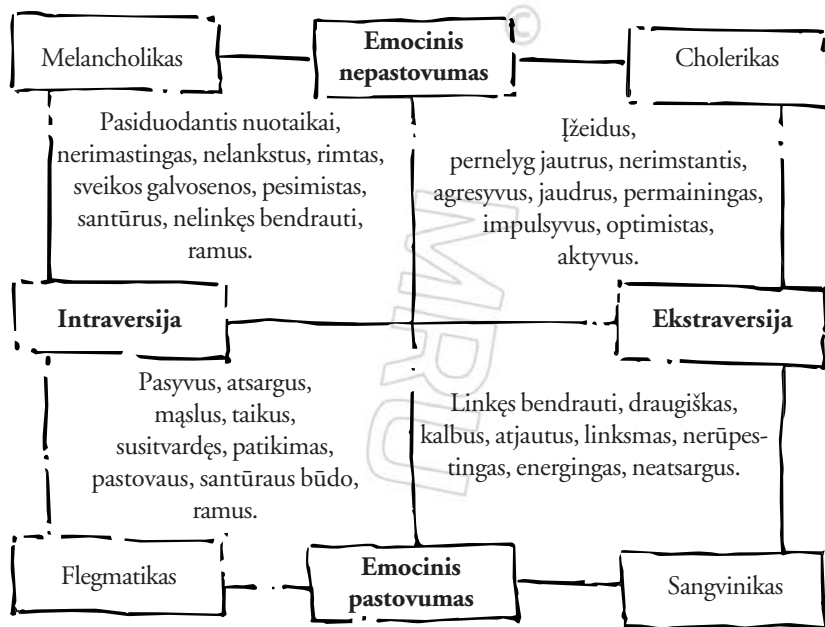 Melancholikas
Emocinis
nepastovumas
Cholerikas
Pasiduodantis nuotaikai,
nerimastingas, nelankstus, rimtas,
sveikos galvosenos, pesimistas,
santūrus, nelinkęs bendrauti,
ramus.
Įžeidus,
pernelyg jautrus, nerimstantis,
agresyvus, jaudrus, permainingas,
impulsyvus, optimistas,
aktyvus.
Intraversija
Ekstraversija
Pasyvus, atsargus,
mąslus, taikus,
susitvardęs, patikimas,
pastovaus, santūraus būdo,
ramus.
Linkęs bendrauti, draugiškas,
kalbus, atjautus, linksmas, nerūpes-
tingas, energingas, neatsargus.
Flegmatikas
Emocinis
pastovumas
Sangvinikas
© MRU